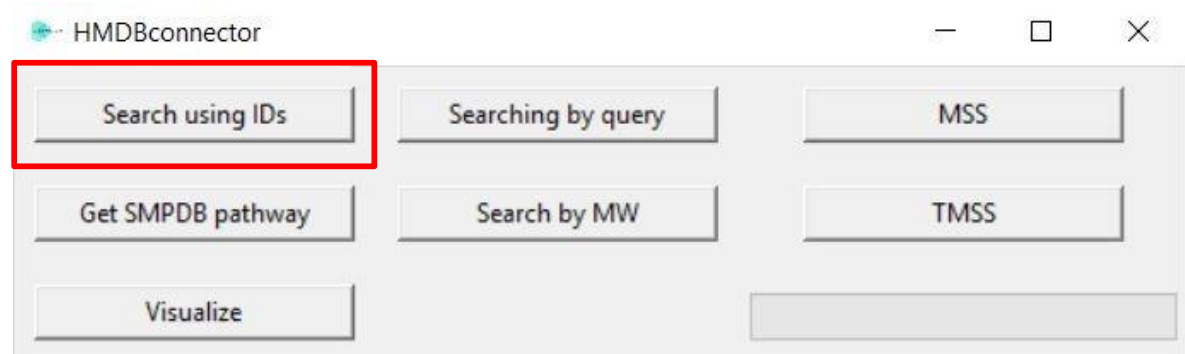 HMDBconnector
Search using IDs
Searching by query
MSS
Get SMPDB pathway
Search by MW
TMSS
Visualize